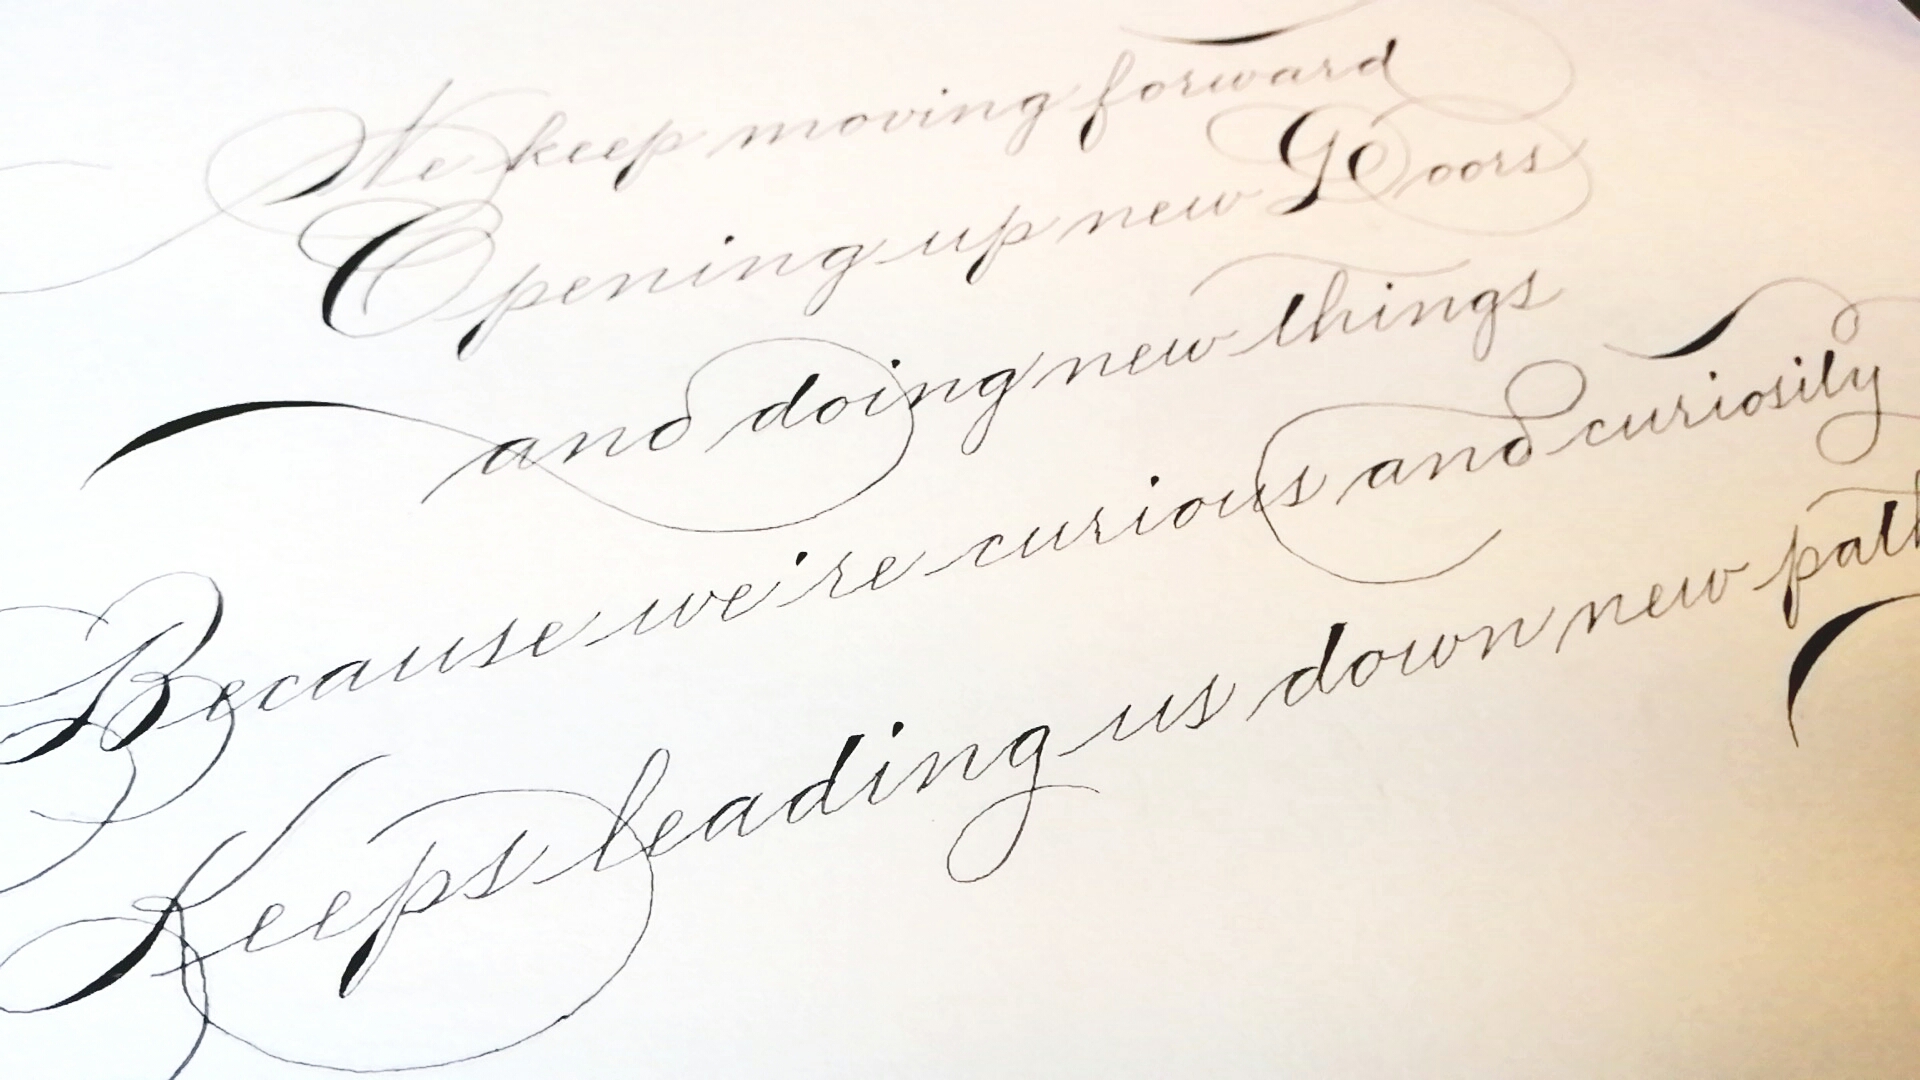 We keep moving forward
Opening up new Doors
and doing new things
Because we're curious and curiosity
Keeps leading us down new path